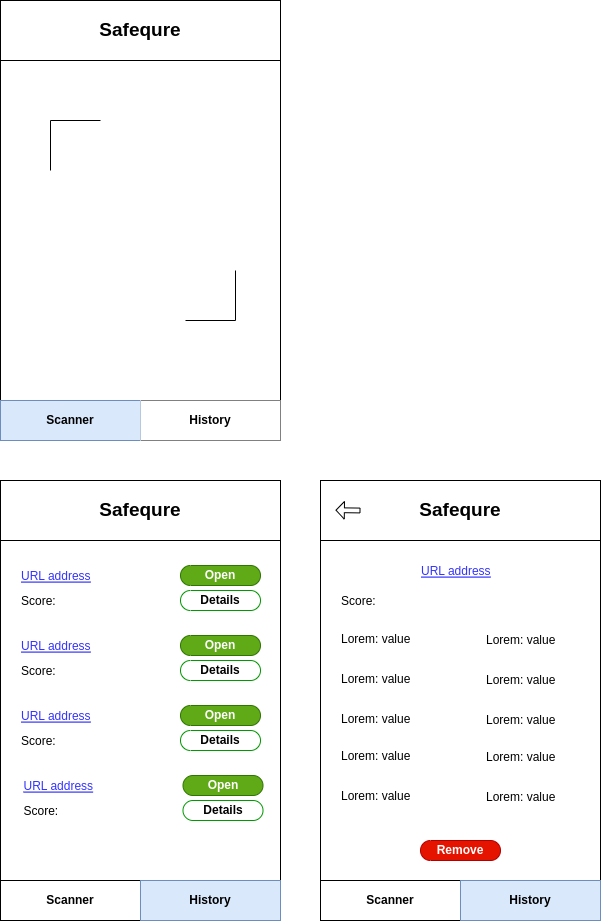 Safequre
Scanner History
Safequre
URL address Open
Score: Details
URL address Open
Score: Details
URL address Open
Score: Details
URL address Open
Score: Details
Scanner History
Safequre
URL address
Score:
Lorem: value Lorem: value
Lorem: value Lorem: value
Lorem: value Lorem: value
Lorem: value Lorem: value
Lorem: value Lorem: value
Remove
Scanner History